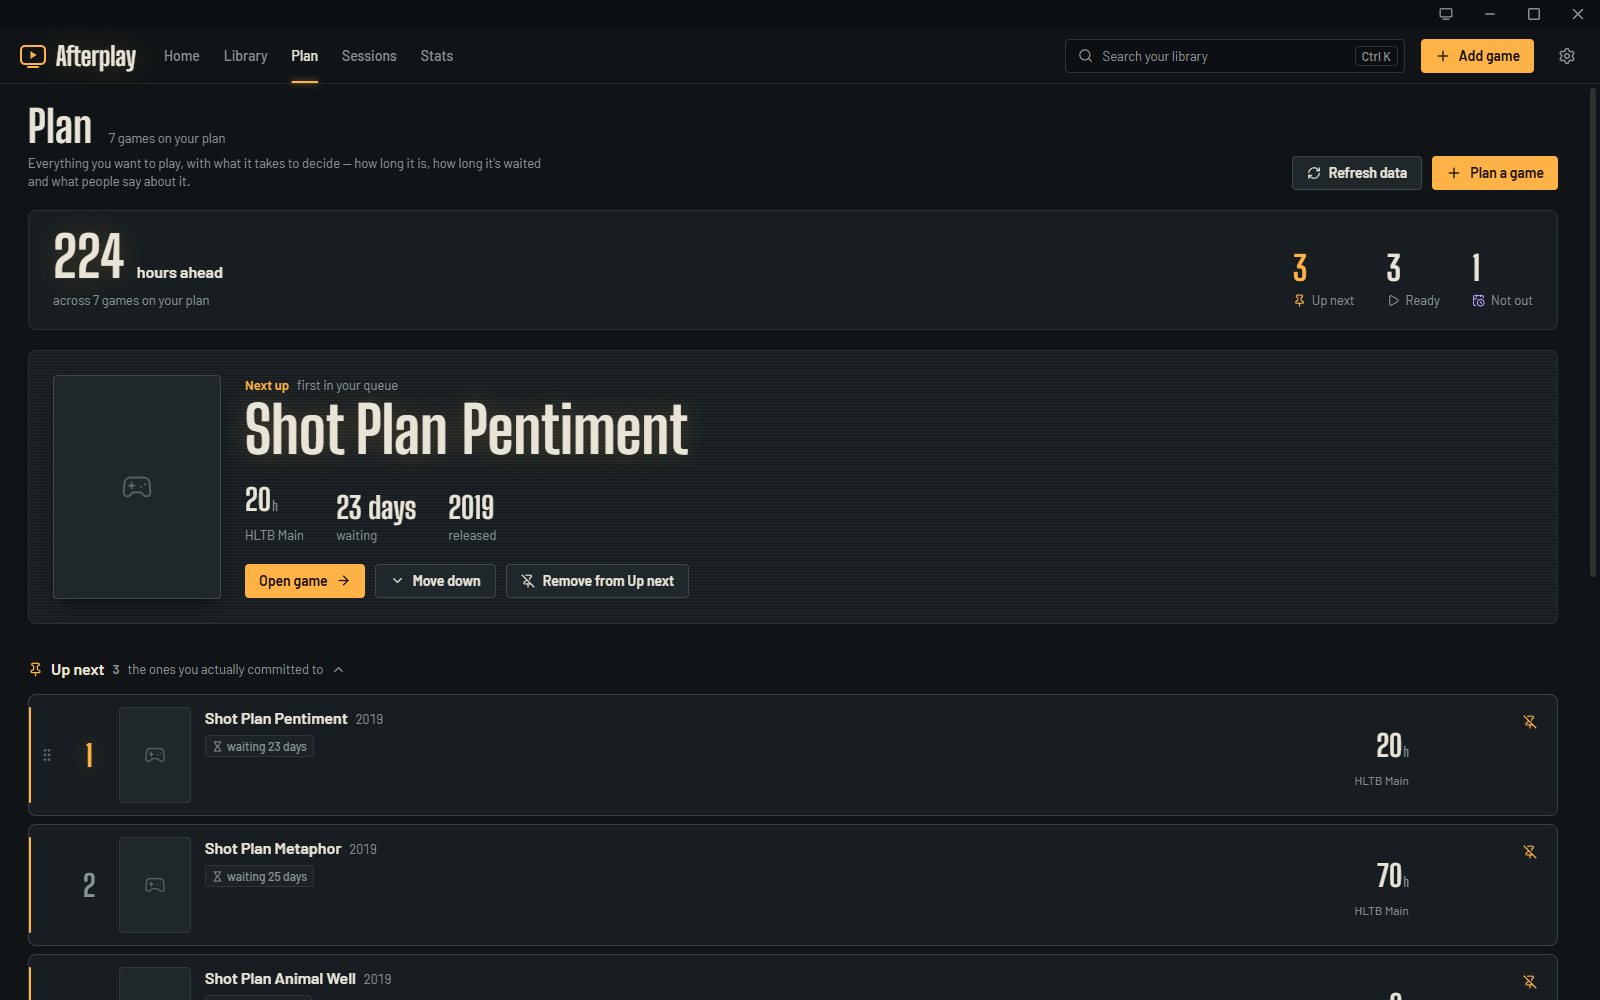 Afterplay
Home
Library
Plan
Sessions
Stats
Search your library
Ctrl K
Add game
Plan
7 games on your plan
Everything you want to play, with what it takes to decide — how long it is, how long it's waited
and what people say about it.
Refresh data
Plan a game
224 hours ahead
across 7 games on your plan
3
Up next
3
Ready
1
Not out
Next up first in your queue
Shot Plan Pentiment
20h
HLTB Main
23 days
waiting
2019
released
Open game
Move down
Remove from Up next
Up next 3 the ones you actually committed to
1
Shot Plan Pentiment 2019
waiting 23 days
20h
HLTB Main
2
Shot Plan Metaphor 2019
waiting 25 days
70h
HLTB Main
Shot Plan Animal Well 2019